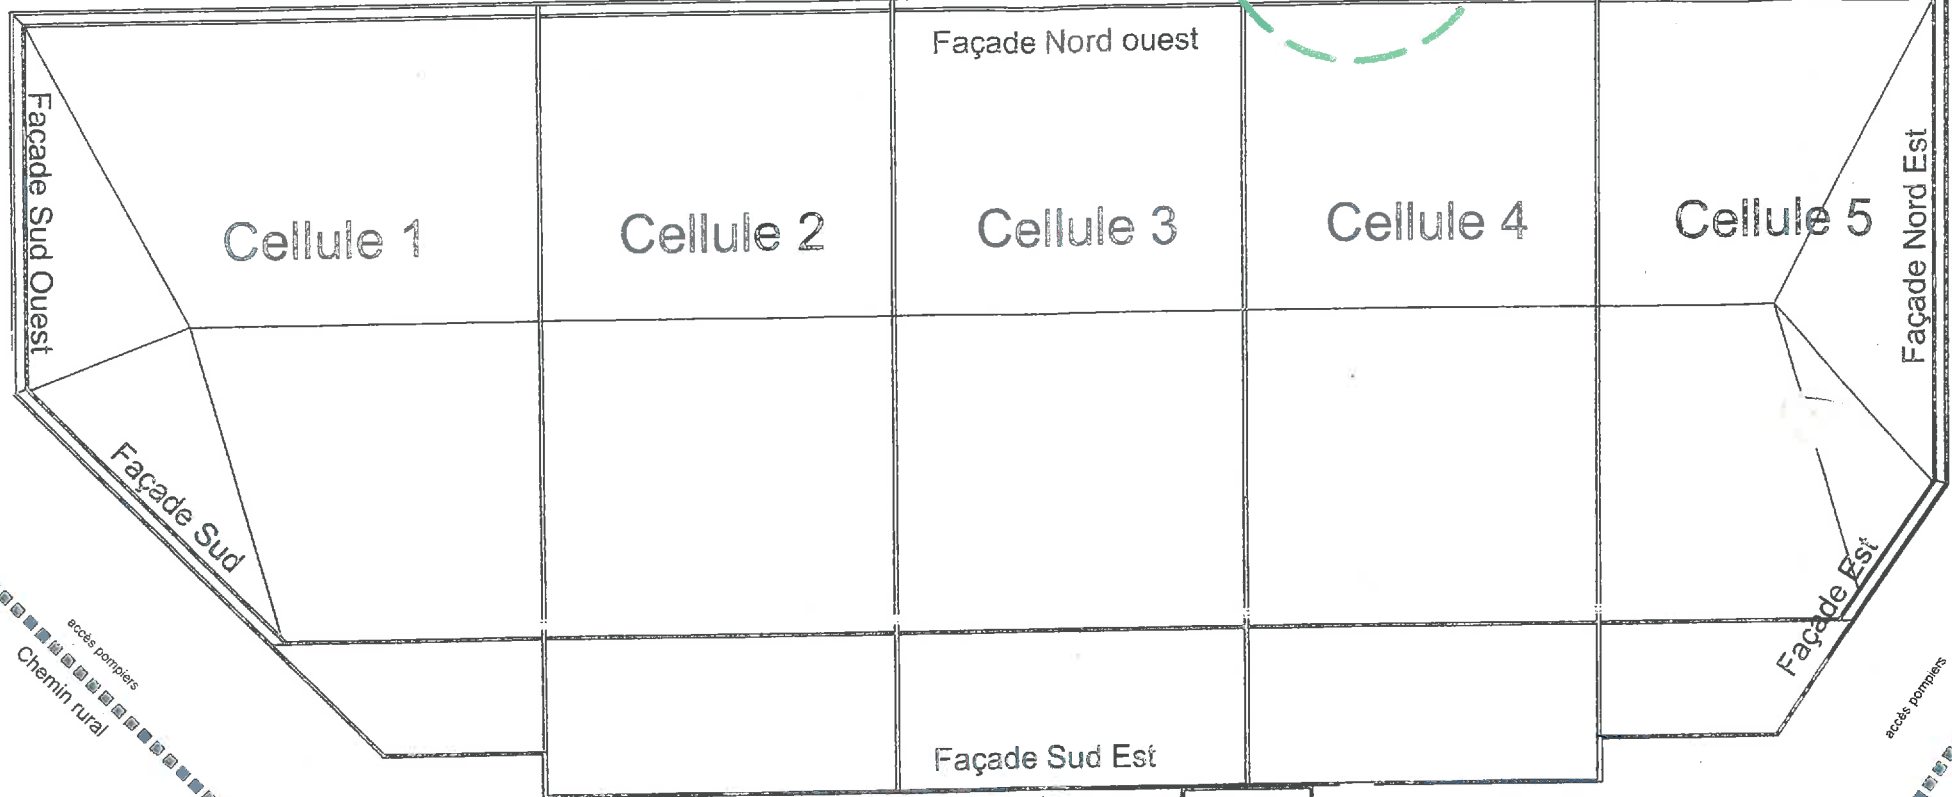 Façade Nord ouest
Façade Sud Ouest
Cellule 1
Cellule 2
Cellule 3
Cellule 4
Cellule 5
Façade Nord Est
Façade Sud
Façade Est
accès pompiers
Chemin rural
Façade Sud Est
accès pompiers